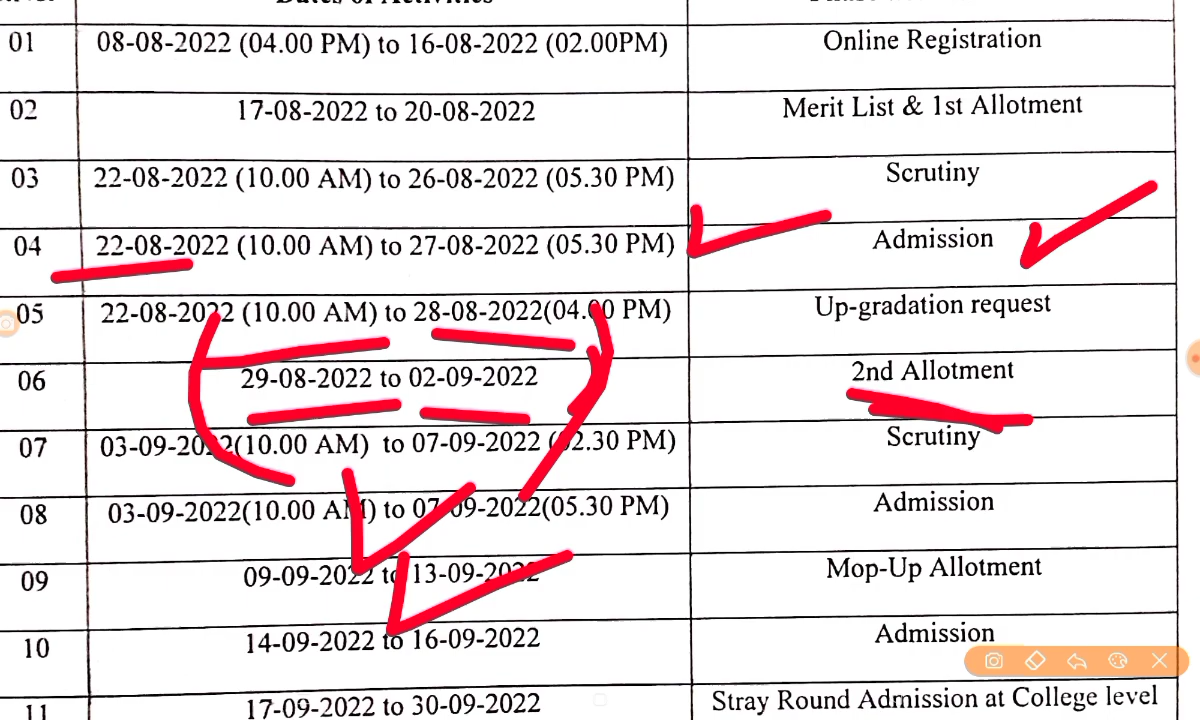 Dates of Activities
01 08-08-2022 (04.00 PM) to 16-08-2022 (02.00PM) Online Registration
02 17-08-2022 to 20-08-2022 Merit List & 1st Allotment
03 22-08-2022 (10.00 AM) to 26-08-2022 (05.30 PM) Scrutiny
04 22-08-2022 (10.00 AM) to 27-08-2022 (05.30 PM) Admission
05 22-08-2022 (10.00 AM) to 28-08-2022(04.00 PM) Up-gradation request
06 29-08-2022 to 02-09-2022 2nd Allotment
07 03-09-2022(10.00 AM) to 07-09-2022 (02.30 PM) Scrutiny
08 03-09-2022(10.00 AM) to 07-09-2022(05.30 PM) Admission
09 09-09-2022 to 13-09-2022 Mop-Up Allotment
10 14-09-2022 to 16-09-2022 Admission
11 17-09-2022 to 30-09-2022 Stray Round Admission at College level